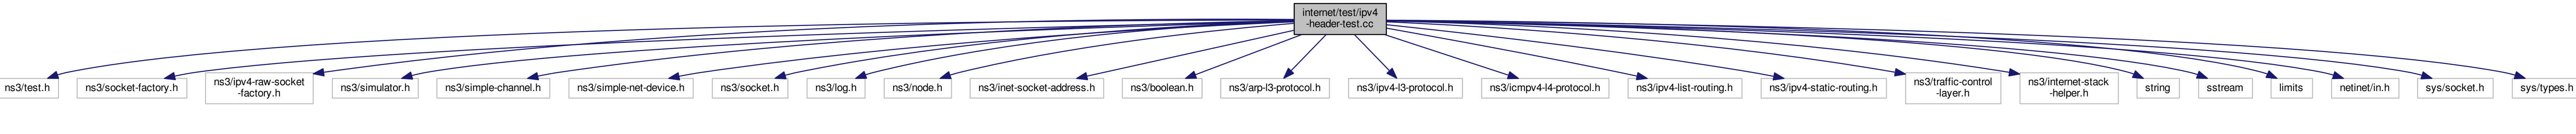 internet/test/ipv4
-header-test.cc
ns3/test.h
ns3/socket-factory.h
ns3/ipv4-raw-socket
-factory.h
ns3/simulator.h
ns3/simple-channel.h
ns3/simple-net-device.h
ns3/socket.h
ns3/log.h
ns3/node.h
ns3/inet-socket-address.h
ns3/boolean.h
ns3/arp-l3-protocol.h
ns3/ipv4-l3-protocol.h
ns3/icmpv4-l4-protocol.h
ns3/ipv4-list-routing.h
ns3/ipv4-static-routing.h
ns3/traffic-control
-layer.h
ns3/internet-stack
-helper.h
string
sstream
limits
netinet/in.h
sys/socket.h
sys/types.h